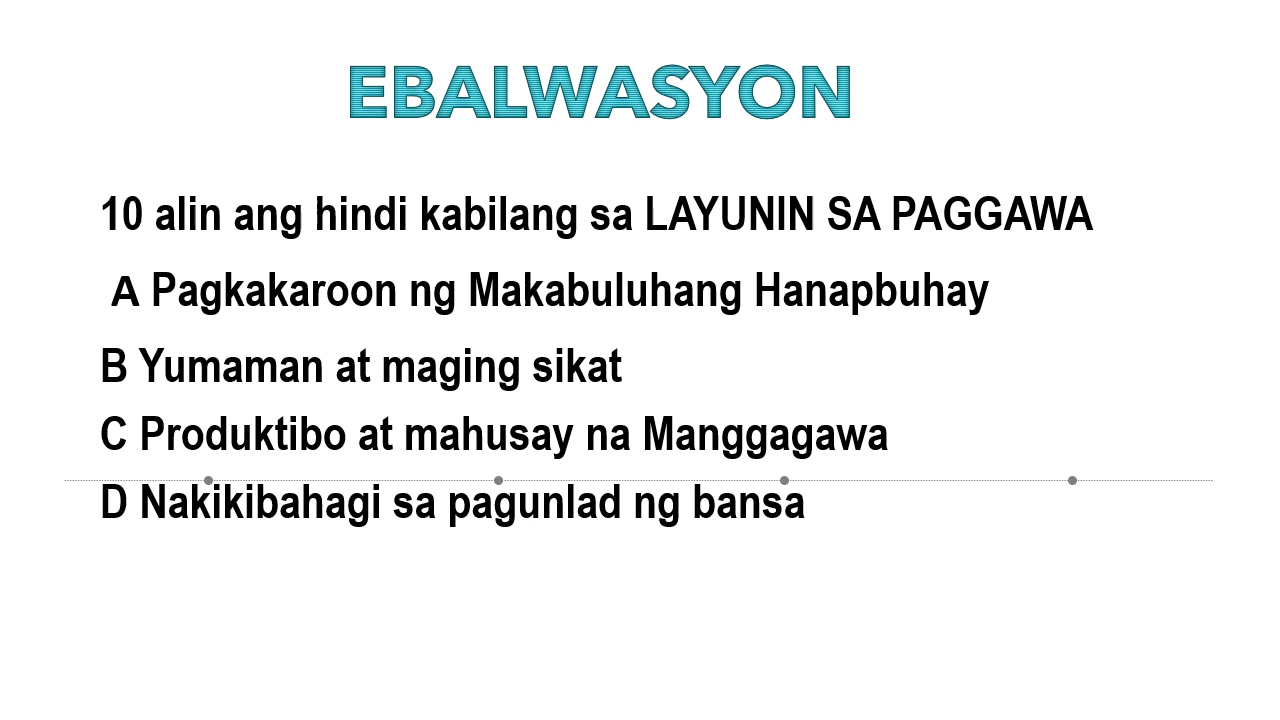 EBALWASYON
10 alin ang hindi kabilang sa LAYUNIN SA PAGGAWA
A Pagkakaroon ng Makabuluhang Hanapbuhay
B Yumaman at maging sikat
C Produktibo at mahusay na Manggagawa
D Nakikibahagi sa pagunlad ng bansa